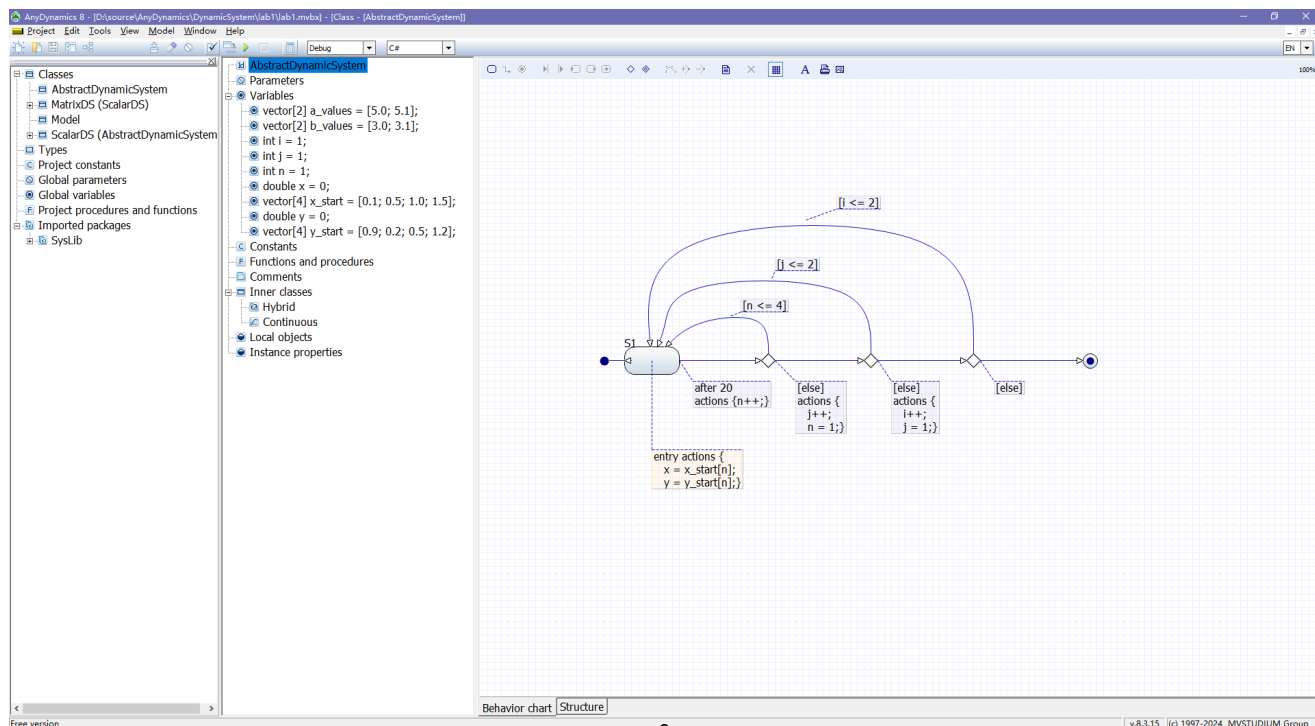 AnyDynamics 8 - [D:\source\AnyDynamics\DynamicSystem\lab1\lab1.mvbx] - [Class - [AbstractDynamicSystem]]
Project Edit Tools View Model Window Help
Debug
C#
EN
Classes
AbstractDynamicSystem
MatrixDS (ScalarDS)
Model
ScalarDS (AbstractDynamicSystem
Types
Project constants
Global parameters
Global variables
Project procedures and functions
Imported packages
SysLib
AbstractDynamicSystem
Parameters
Variables
vector[2] a_values = [5.0; 5.1];
vector[2] b_values = [3.0; 3.1];
int i = 1;
int j = 1;
int n = 1;
double x = 0;
vector[4] x_start = [0.1; 0.5; 1.0; 1.5];
double y = 0;
vector[4] y_start = [0.9; 0.2; 0.5; 1.2];
Constants
Functions and procedures
Comments
Inner classes
Hybrid
Continuous
Local objects
Instance properties
100%
[i <= 2]
[j <= 2]
[n <= 4]
S1
after 20
actions {n++;}
[else]
actions {
j++;
n = 1;}
[else]
actions {
i++;
j = 1;}
[else]
entry actions {
x = x_start[n];
y = y_start[n];}
Behavior chart
Structure
Free version
v.8.3.15
(c) 1997-2024 MVSTUDIUM Group